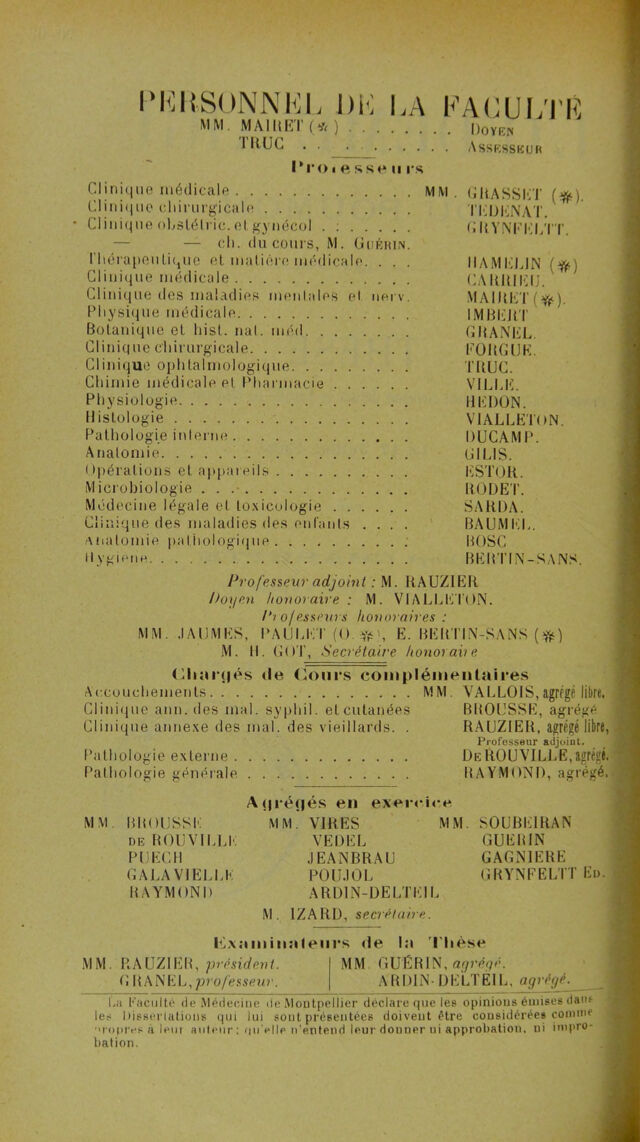 PERSONNEL DE LA FACULTÉ
MM. MAIRET (✻) . . . . . . . . DOYEN
TRUC . . . . . . . . . . ASSESSEUR
Professeurs
Clinique médicale . . . . . . . . . . . . . MM. GRASSET (✻).
Clinique chirurgicale . . . . . . . . . . . TEDENAT.
Clinique obstétric. et gynécol . . . . . . . GRYNFELTT.
— — ch. du cours, M. GUÉRIN.
Thérapeutique et matière médicale. . . . HAMELIN (✻)
Clinique médicale . . . . . . . . . . . . . CARRIEU.
Clinique des maladies mentales et nerv. MAIRET (✻).
Physique médicale. . . . . . . . . . . . . IMBERT
Botanique et hist. nat. méd. . . . . . . . GRANEL.
Clinique chirurgicale. . . . . . . . . . . . FORGUE.
Clinique ophtalmologique. . . . . . . . . TRUC.
Chimie médicale et Pharmacie . . . . . . VILLE.
Physiologie. . . . . . . . . . . . . . . . . HEDON.
Histologie . . . . . . . . . . . . . . . . . VIALLETON.
Pathologie interne . . . . . . . . . . . . . DUCAMP.
Anatomie. . . . . . . . . . . . . . . . . . GILIS.
Opérations et appareils . . . . . . . . . . ESTOR.
Microbiologie . . . . . . . . . . . . . . . RODET.
Médecine légale et toxicologie . . . . . . SARDA.
Clinique des maladies des enfants . . . . BAUMEL.
Anatomie pathologique . . . . . . . . . . BOSC
Hygiène. . . . . . . . . . . . . . . . . . . BERTIN-SANS.
Professeur adjoint : M. RAUZIER
Doyen honoraire : M. VIALLETON.
Professeurs honoraires :
MM. JAUMES, PAULET (O. ✻), E. BERTIN-SANS (✻)
M. H. GOT, Secrétaire honoraire
Chargés de Cours complémentaires
Accouchements. . . . . . . . . . . . . . . MM. VALLOIS, agrégé libre.
Clinique ann. des mal. syphil. et cutanées BROUSSE, agrégé
Clinique annexe des mal. des vieillards. . RAUZIER, agrégé libre,
Professeur adjoint.
Pathologie externe . . . . . . . . . . . . . DE ROUVILLE, agrégé.
Pathologie générale . . . . . . . . . . . . RAYMOND, agrégé.
Agrégés en exercice
MM. BROUSSE MM. VIRES MM. SOUBEIRAN
DE ROUVILLE VEDEL GUERIN
PUECH JEANBRAU GAGNIERE
GALAVIELLE POUJOL GRYNFELTT ED.
RAYMOND ARDIN-DELTEIL
M. IZARD, secrétaire.
Examinateurs de la Thèse
MM. RAUZIER, président. MM. GUÉRIN, agrégé.
GRANEL, professeur. ARDIN-DELTEIL, agrégé.
La Faculté de Médecine de Montpellier déclare que les opinions émises dans
les Dissertations qui lui sont présentées doivent être considérées comme
propres à leur auteur ; qu'elle n'entend leur donner ni approbation, ni impro-
bation.